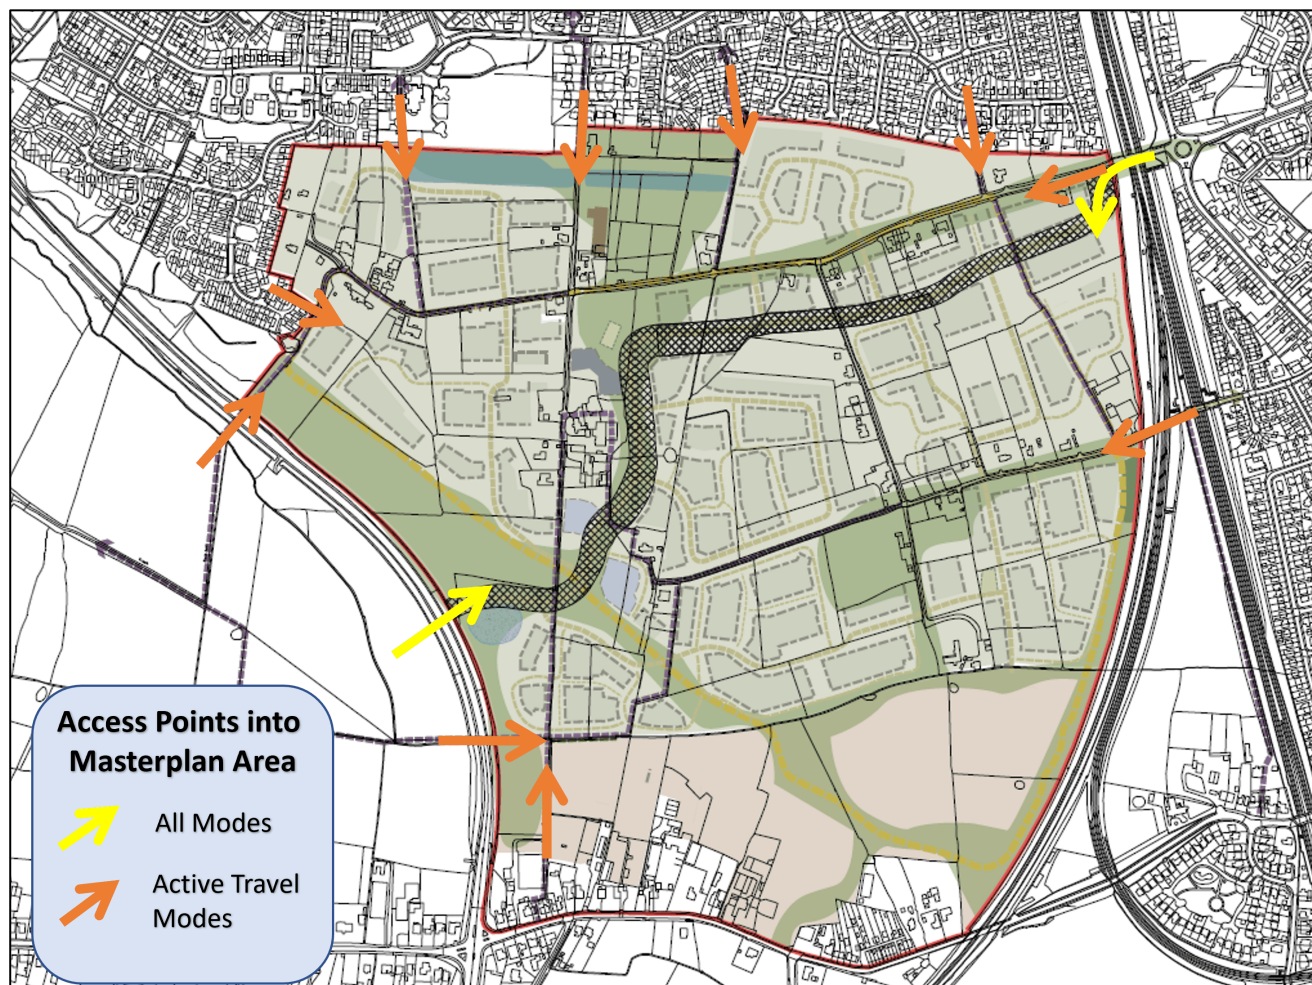 Access Points into
Masterplan Area
All Modes
Active Travel
Modes